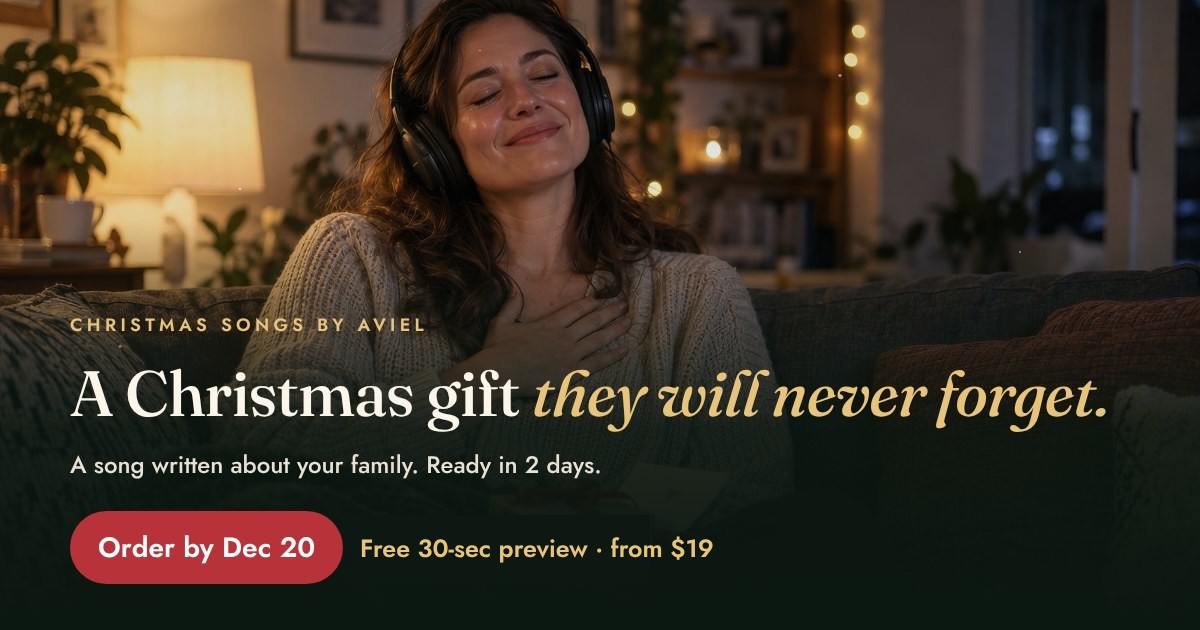 CHRISTMAS SONGS BY AVIEL
A Christmas gift they will never forget.
A song written about your family. Ready in 2 days.
Order by Dec 20
Free 30-sec preview · from $19